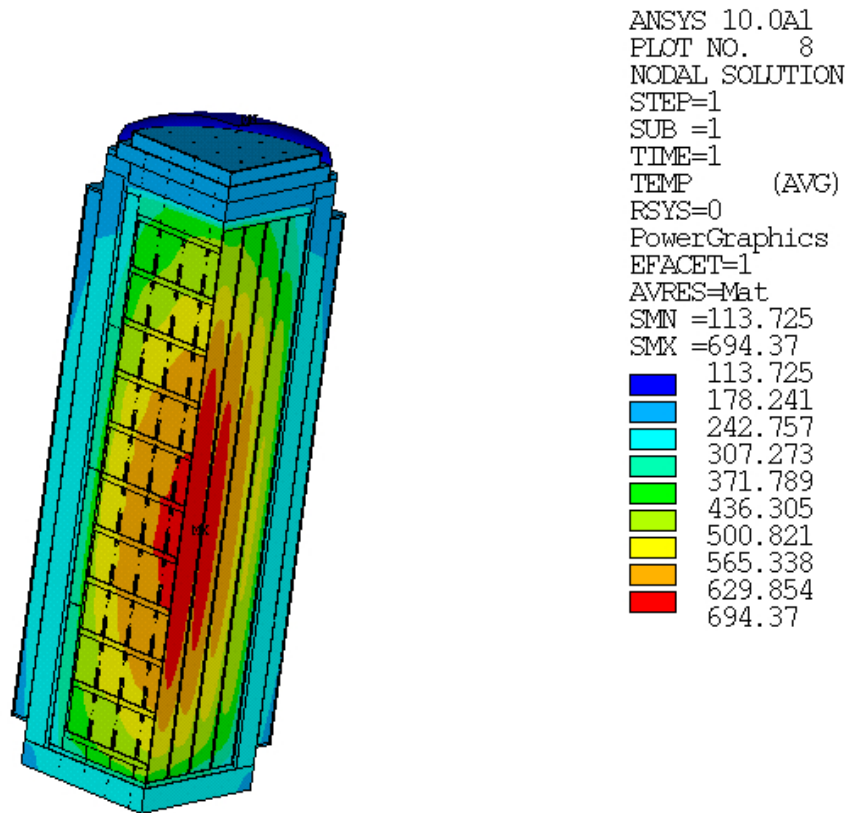 ANSYS 10.0A1
PLOT NO. 8
NODAL SOLUTION
STEP=1
SUB =1
TIME=1
TEMP (AVG)
RSYS=0
PowerGraphics
EFACET=1
AVRES=Mat
SMN =113.725
SMX =694.37
113.725
178.241
242.757
307.273
371.789
436.305
500.821
565.338
629.854
694.37
MX